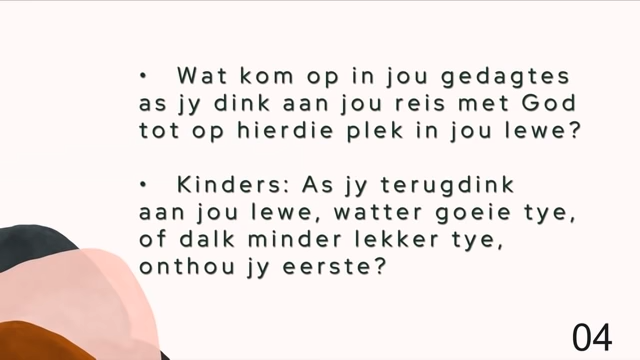 • Wat kom op in jou gedagtes
as jy dink aan jou reis met God
tot op hierdie plek in jou lewe?
• Kinders: As jy terugdink
aan jou lewe, watter goeie tye,
of dalk minder lekker tye,
onthou jy eerste?
04